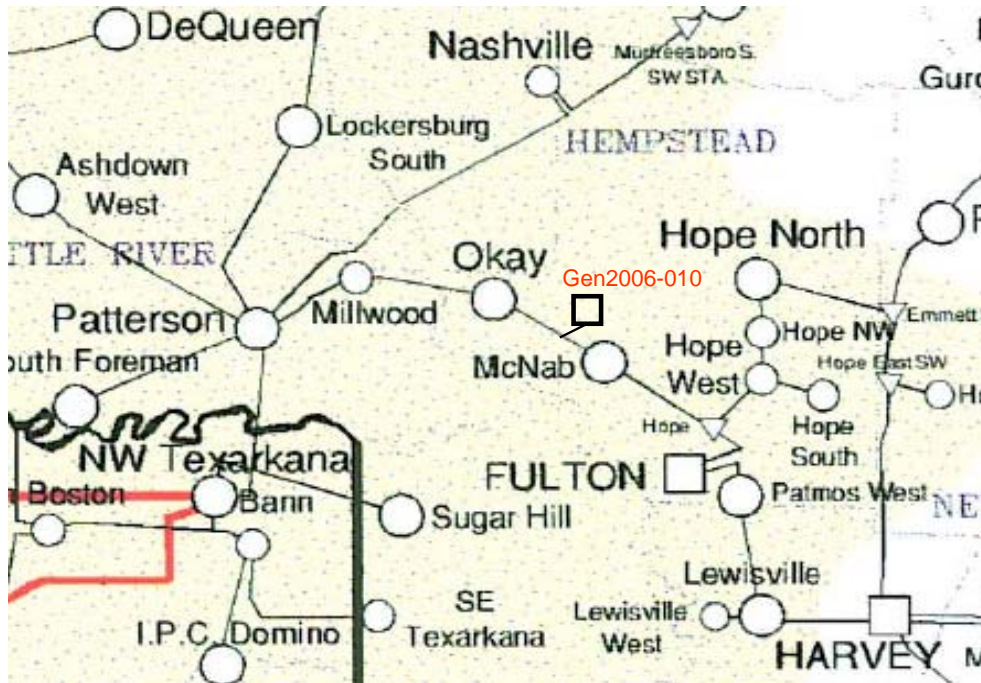 DeQueen
Nashville
Murfreesboro S.
SW STA.
Lockersburg
South
HEMPSTEAD
Ashdown
West
TTLE RIVER
Hope North
Okay
Gen2006-010
Patterson
Millwood
Emmett
Hope NW
outh Foreman
McNab
Hope
West
Hope East SW
Hope
Hope
South
NW Texarkana
FULTON
Boston
Bann
Sugar Hill
Patmos West
NE
Lewisville
SE
Texarkana
Lewisville
West
I.P.C. Domino
HARVEY